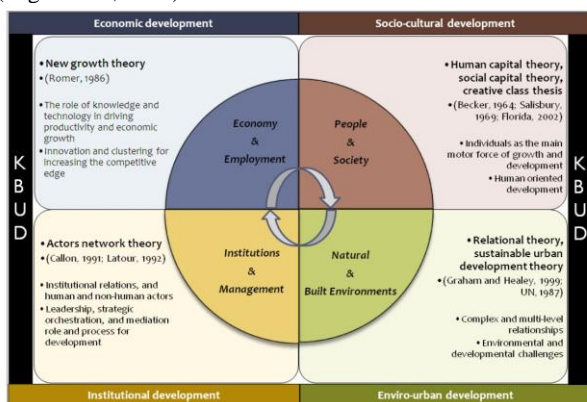 Economic development
Socio-cultural development
• New growth theory
• (Romer, 1986)
• The role of knowledge and
technology in driving
productivity and economic
growth
• Innovation and clustering for
increasing the competitive
edge
• Human capital theory,
social capital theory,
creative class thesis
• (Becker, 1964; Salisbury,
1969; Florida, 2002)
• Individuals as the main
motor force of growth and
development
• Human oriented
development
Economy
&
Employment
People
&
Society
K
B
U
D
K
B
U
D
Institutions
&
Management
Natural
&
Built Environments
• Actors network theory
• (Callon, 1991; Latour, 1992)
• Institutional relations, and
human and non-human actors
• Leadership, strategic
orchestration, and mediation
role and process for
development
• Relational theory,
sustainable urban
development theory
• (Graham and Healey, 1999;
UN, 1987)
• Complex and multi-level
relationships
• Environmental and
developmental challenges
Institutional development
Enviro-urban development